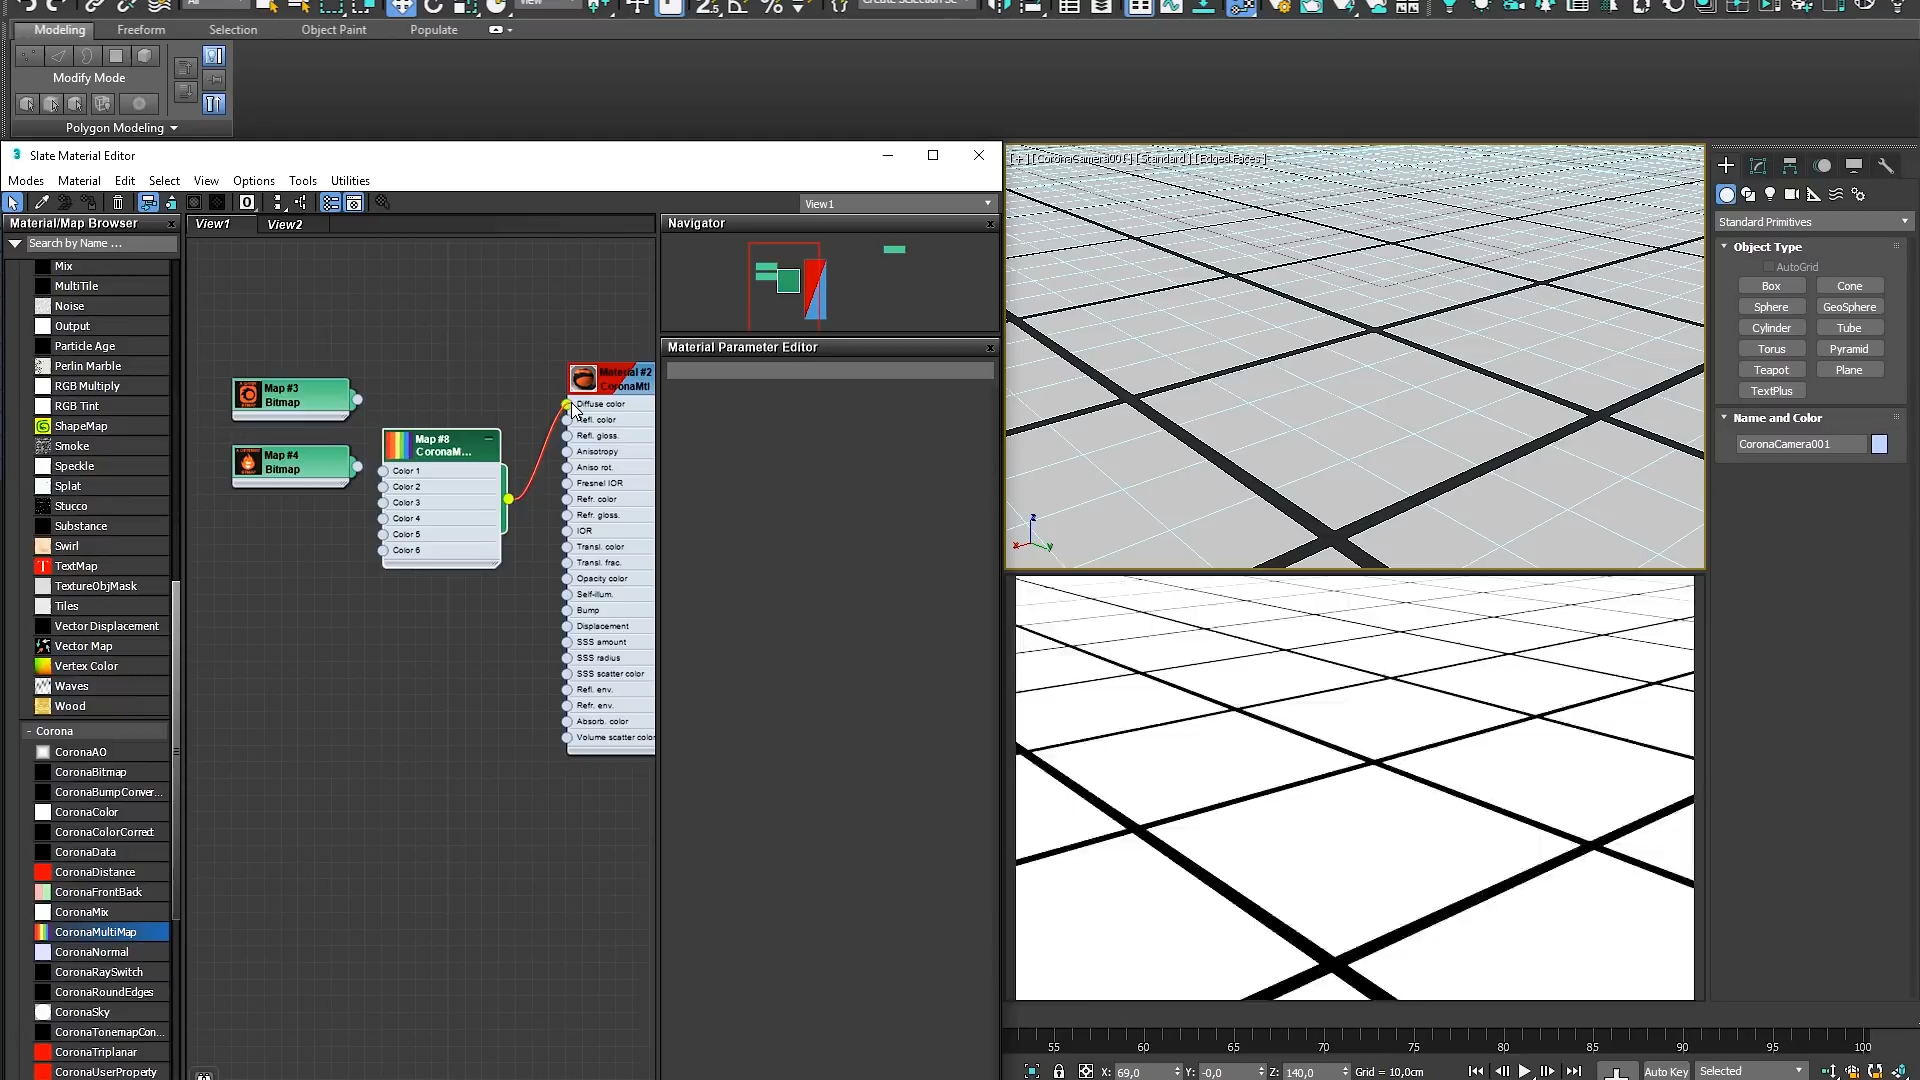 Modeling
Freeform
Selection
Object Paint
Populate
Modify Mode
Polygon Modeling
Slate Material Editor
Modes
Material
Edit
Select
View
Options
Tools
Utilities
View1
Material/Map Browser
Search by Name ...
Mix
MultiTile
Noise
Output
Particle Age
Perlin Marble
RGB Multiply
RGB Tint
ShapeMap
Smoke
Speckle
Splat
Stucco
Substance
Swirl
TextMap
TextureObjMask
Tiles
Vector Displacement
Vector Map
Vertex Color
Waves
Wood
- Corona
CoronaAO
CoronaBitmap
CoronaBumpConver...
CoronaColor
CoronaColorCorrect
CoronaData
CoronaDistance
CoronaFrontBack
CoronaMix
CoronaMultiMap
CoronaNormal
CoronaRaySwitch
CoronaRoundEdges
CoronaSky
CoronaTonemapCon...
CoronaTriplanar
CoronaUserProperty
View1
View2
Map #3
Bitmap
Map #4
Bitmap
Map #8
CoronaM...
Color 1
Color 2
Color 3
Color 4
Color 5
Color 6
Material #2
CoronaMtl
Diffuse color
Refl. color
Refl. gloss.
Anisotropy
Aniso rot.
Fresnel IOR
Refr. color
Refr. gloss.
IOR
Transl. color
Transl. frac.
Opacity color
Self-illum.
Bump
Displacement
SSS amount
SSS radius
SSS scatter color
Refl. env.
Refr. env.
Absorb. color
Volume scatter color
Navigator
Material Parameter Editor
[+] [CoronaCamera001] [Standard] [Edged Faces]
z
x
y
Standard Primitives
Object Type
AutoGrid
Box
Cone
Sphere
GeoSphere
Cylinder
Tube
Torus
Pyramid
Teapot
Plane
TextPlus
Name and Color
CoronaCamera001
55
60
65
70
75
80
85
90
95
100
X: 69,0
Y: -0,0
Z: 140,0
Grid = 10,0cm
Auto Key
Selected